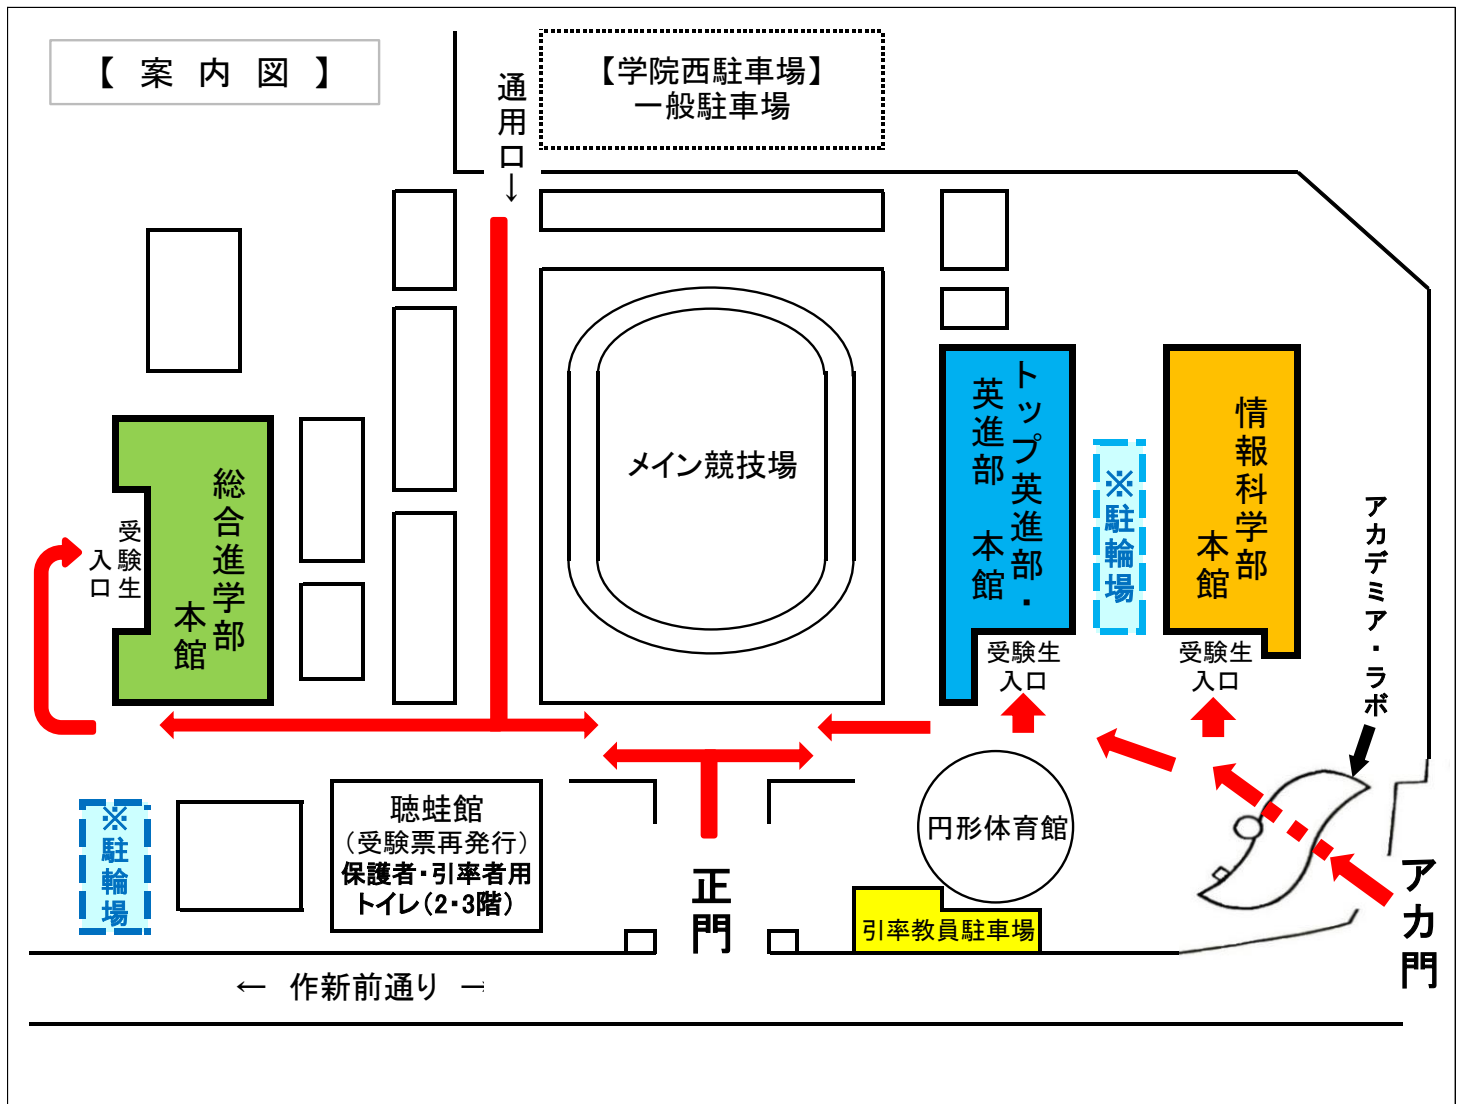 【 案 内 図 】
通用口
↓
【学院西駐車場】
一般駐車場
メイン競技場
総合進学部
本館
受験生
入口
トップ英進部・
英進部 本館
※駐輪場
情報科学部
本館
アカデミア・ラボ
受験生
入口
受験生
入口
※駐輪場
聴蛙館
(受験票再発行)
保護者・引率者用
トイレ(2・3階)
正門
円形体育館
引率教員駐車場
アカ門
← 作新前通り →